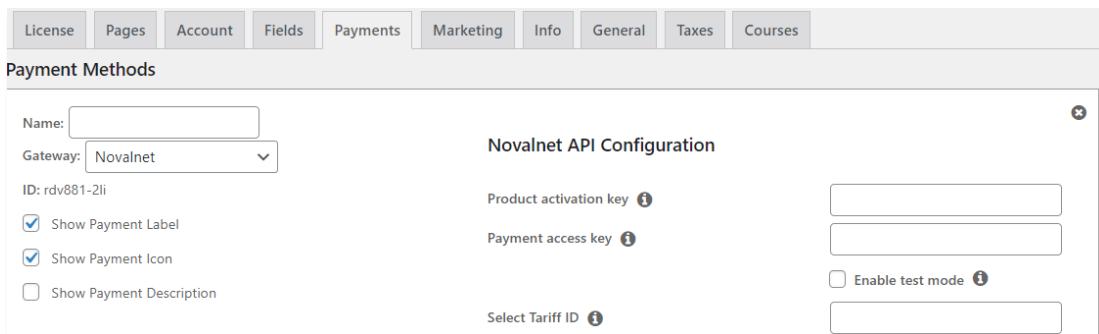 License Pages Account Fields Payments Marketing Info General Taxes Courses
Payment Methods
Name:
Gateway: Novalnet
ID: rdv881-2li
Show Payment Label
Show Payment Icon
Show Payment Description
Novalnet API Configuration
Product activation key
Payment access key
Enable test mode
Select Tariff ID